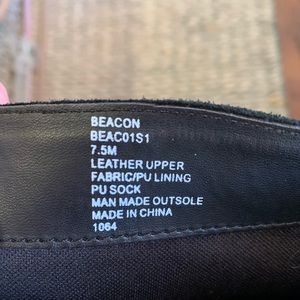 BEACON
BEAC01S1
7.5M
LEATHER UPPER
FABRIC/PU LINING
PU SOCK
MAN MADE OUTSOLE
MADE IN CHINA
1064